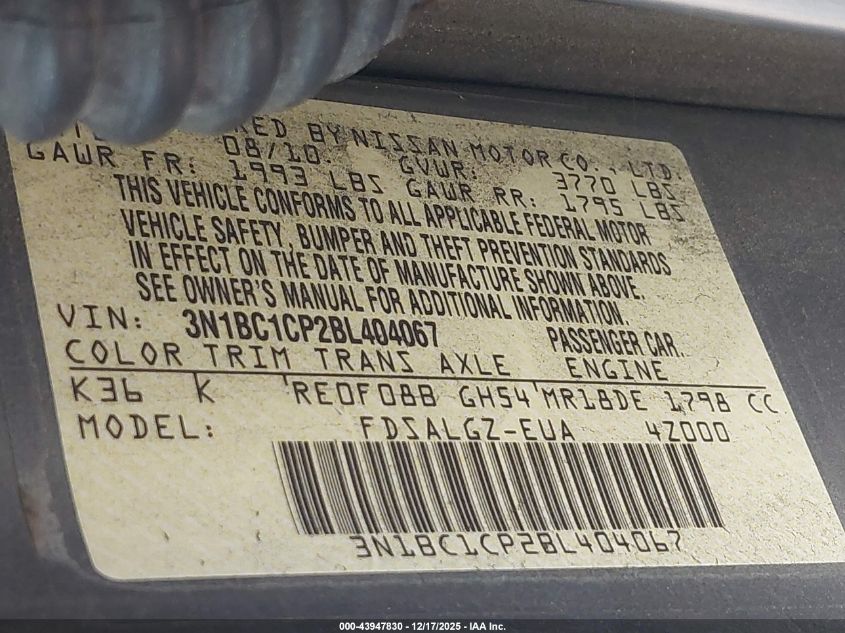 BY NISSAN MOTOR CO., LTD.
08/10 GVWR: 3770 LBS
GAWR FR: 1993 LBS GAWR RR: 1795 LBS
THIS VEHICLE CONFORMS TO ALL APPLICABLE FEDERAL MOTOR
VEHICLE SAFETY, BUMPER AND THEFT PREVENTION STANDARDS
IN EFFECT ON THE DATE OF MANUFACTURE SHOWN ABOVE.
SEE OWNER'S MANUAL FOR ADDITIONAL INFORMATION.
VIN: 3N1BC1CP2BL404067 PASSENGER CAR.
COLOR TRIM TRANS AXLE ENGINE
K36 K RE0F08B GH54 MR18DE 1798 CC
MODEL: FDSALGZ-EUA 4Z000
3N1BC1CP2BL404067
000-43947830 - 12/17/2025 - IAA Inc.